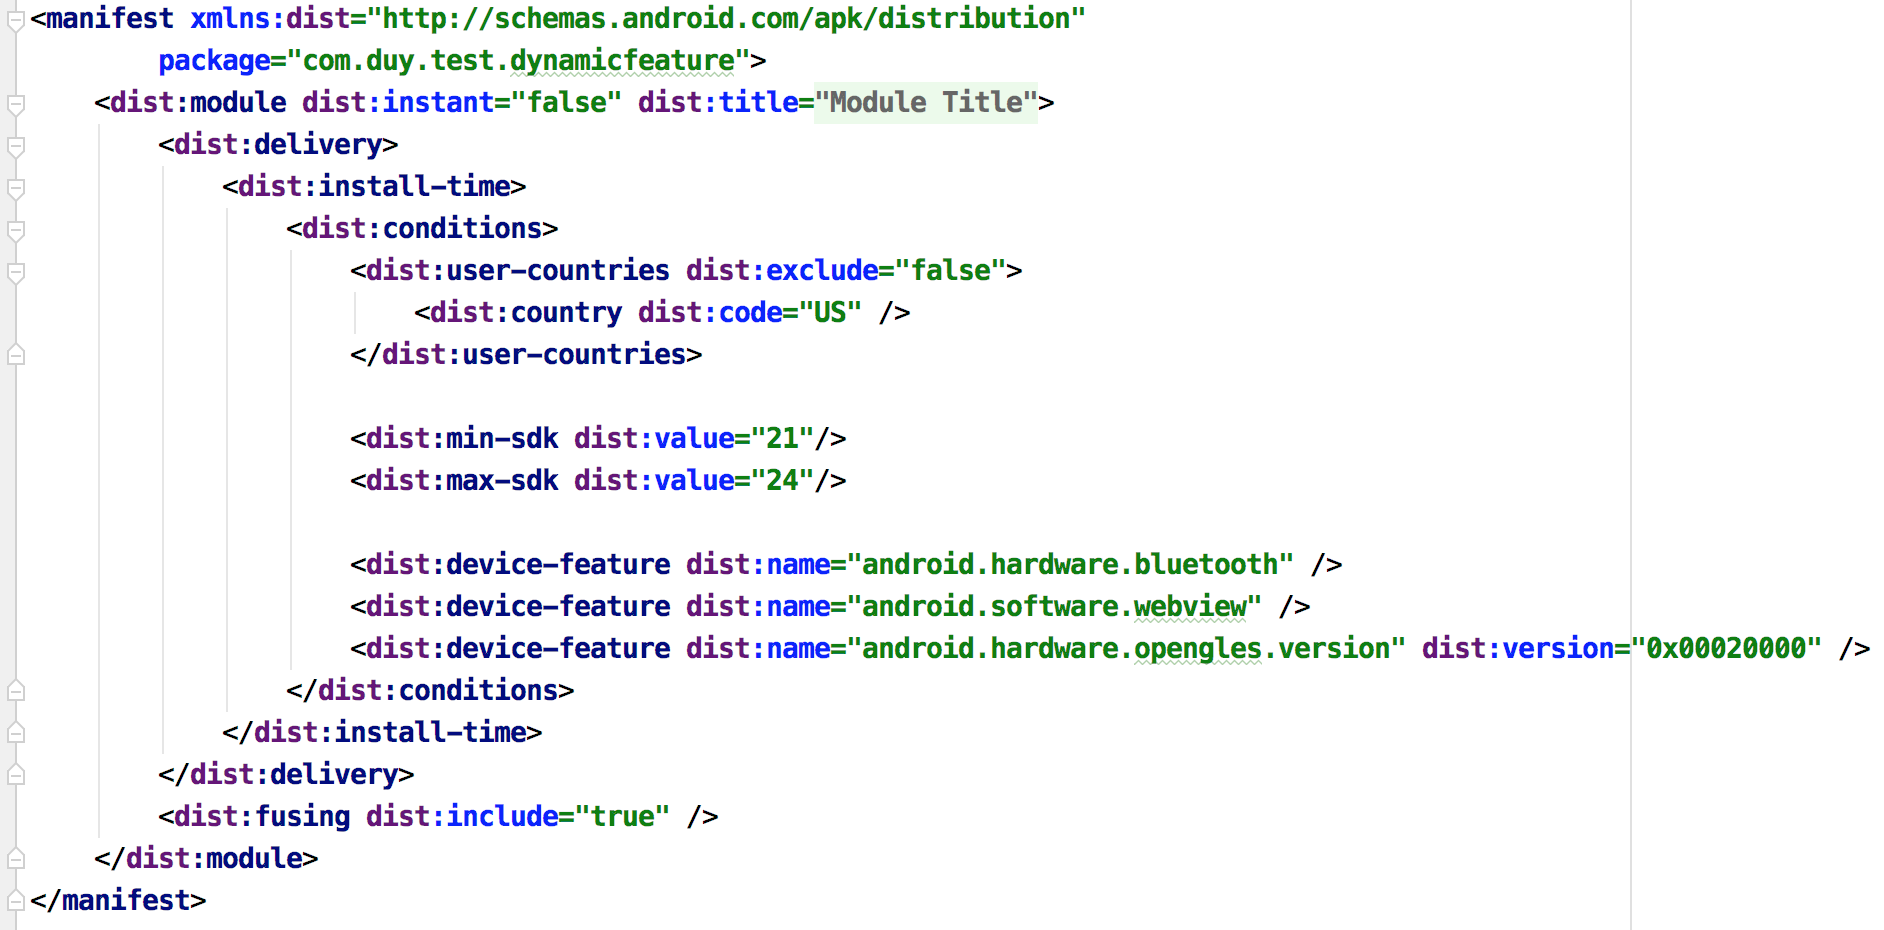 <manifest xmlns:dist="http://schemas.android.com/apk/distribution"
package="com.duy.test.dynamicfeature">
<dist:module dist:instant="false" dist:title="Module Title">
<dist:delivery>
<dist:install-time>
<dist:conditions>
<dist:user-countries dist:exclude="false">
<dist:country dist:code="US" />
</dist:user-countries>
<dist:min-sdk dist:value="21"/>
<dist:max-sdk dist:value="24"/>
<dist:device-feature dist:name="android.hardware.bluetooth" />
<dist:device-feature dist:name="android.software.webview" />
<dist:device-feature dist:name="android.hardware.opengles.version" dist:version="0x00020000" />
</dist:conditions>
</dist:install-time>
</dist:delivery>
<dist:fusing dist:include="true" />
</dist:module>
</manifest>